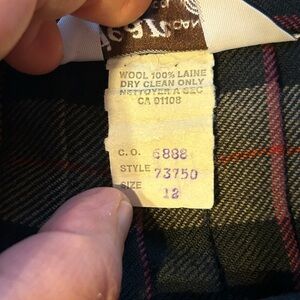 WOOL 100% LAINE
DRY CLEAN ONLY
NETTOYER A SEC
CA 01108
C. O. 6888
STYLE 73750
SIZE 12